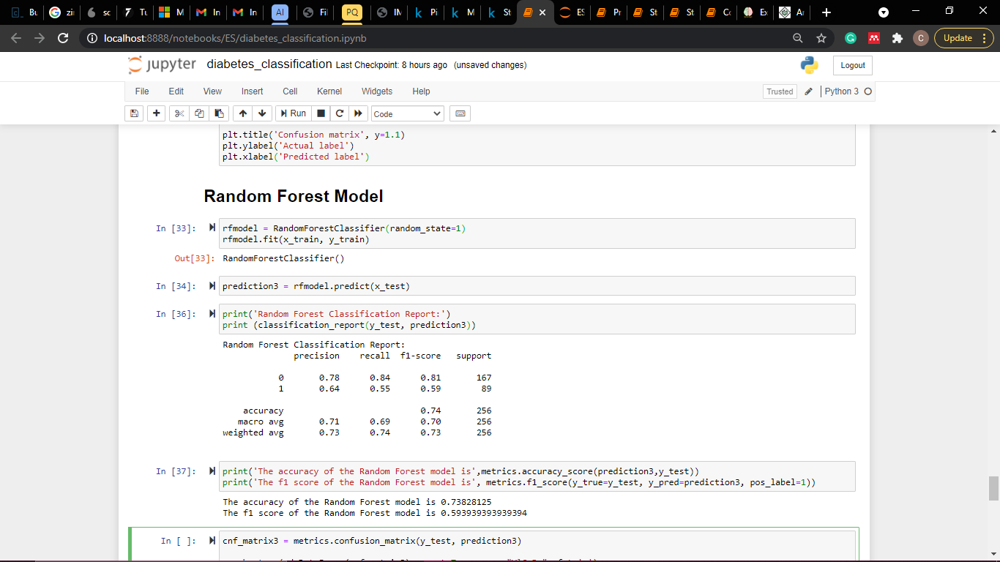 Bu
zii
sc
Tu
M
In
In
AI
Fil
PQ
IM
Pi
M
St
ES
Pr
St
St
Co
Ex
Ar
localhost:8888/notebooks/ES/diabetes_classification.ipynb
C
Update
jupyter diabetes_classification Last Checkpoint: 8 hours ago (unsaved changes)
Logout
File Edit View Insert Cell Kernel Widgets Help
Trusted
Python 3
Run
Code
plt.title('Confusion matrix', y=1.1)
plt.ylabel('Actual label')
plt.xlabel('Predicted label')
Random Forest Model
In [33]: rfmodel = RandomForestClassifier(random_state=1)
rfmodel.fit(x_train, y_train)
Out[33]: RandomForestClassifier()
In [34]: prediction3 = rfmodel.predict(x_test)
In [36]: print('Random Forest Classification Report:')
print (classification_report(y_test, prediction3))
Random Forest Classification Report:
precision recall f1-score support
0 0.78 0.84 0.81 167
1 0.64 0.55 0.59 89
accuracy 0.74 256
macro avg 0.71 0.69 0.70 256
weighted avg 0.73 0.74 0.73 256
In [37]: print('The accuracy of the Random Forest model is',metrics.accuracy_score(prediction3,y_test))
print('The f1 score of the Random Forest model is', metrics.f1_score(y_true=y_test, y_pred=prediction3, pos_label=1))
The accuracy of the Random Forest model is 0.73828125
The f1 score of the Random Forest model is 0.593939393939394
In [ ]: cnf_matrix3 = metrics.confusion_matrix(y_test, prediction3)